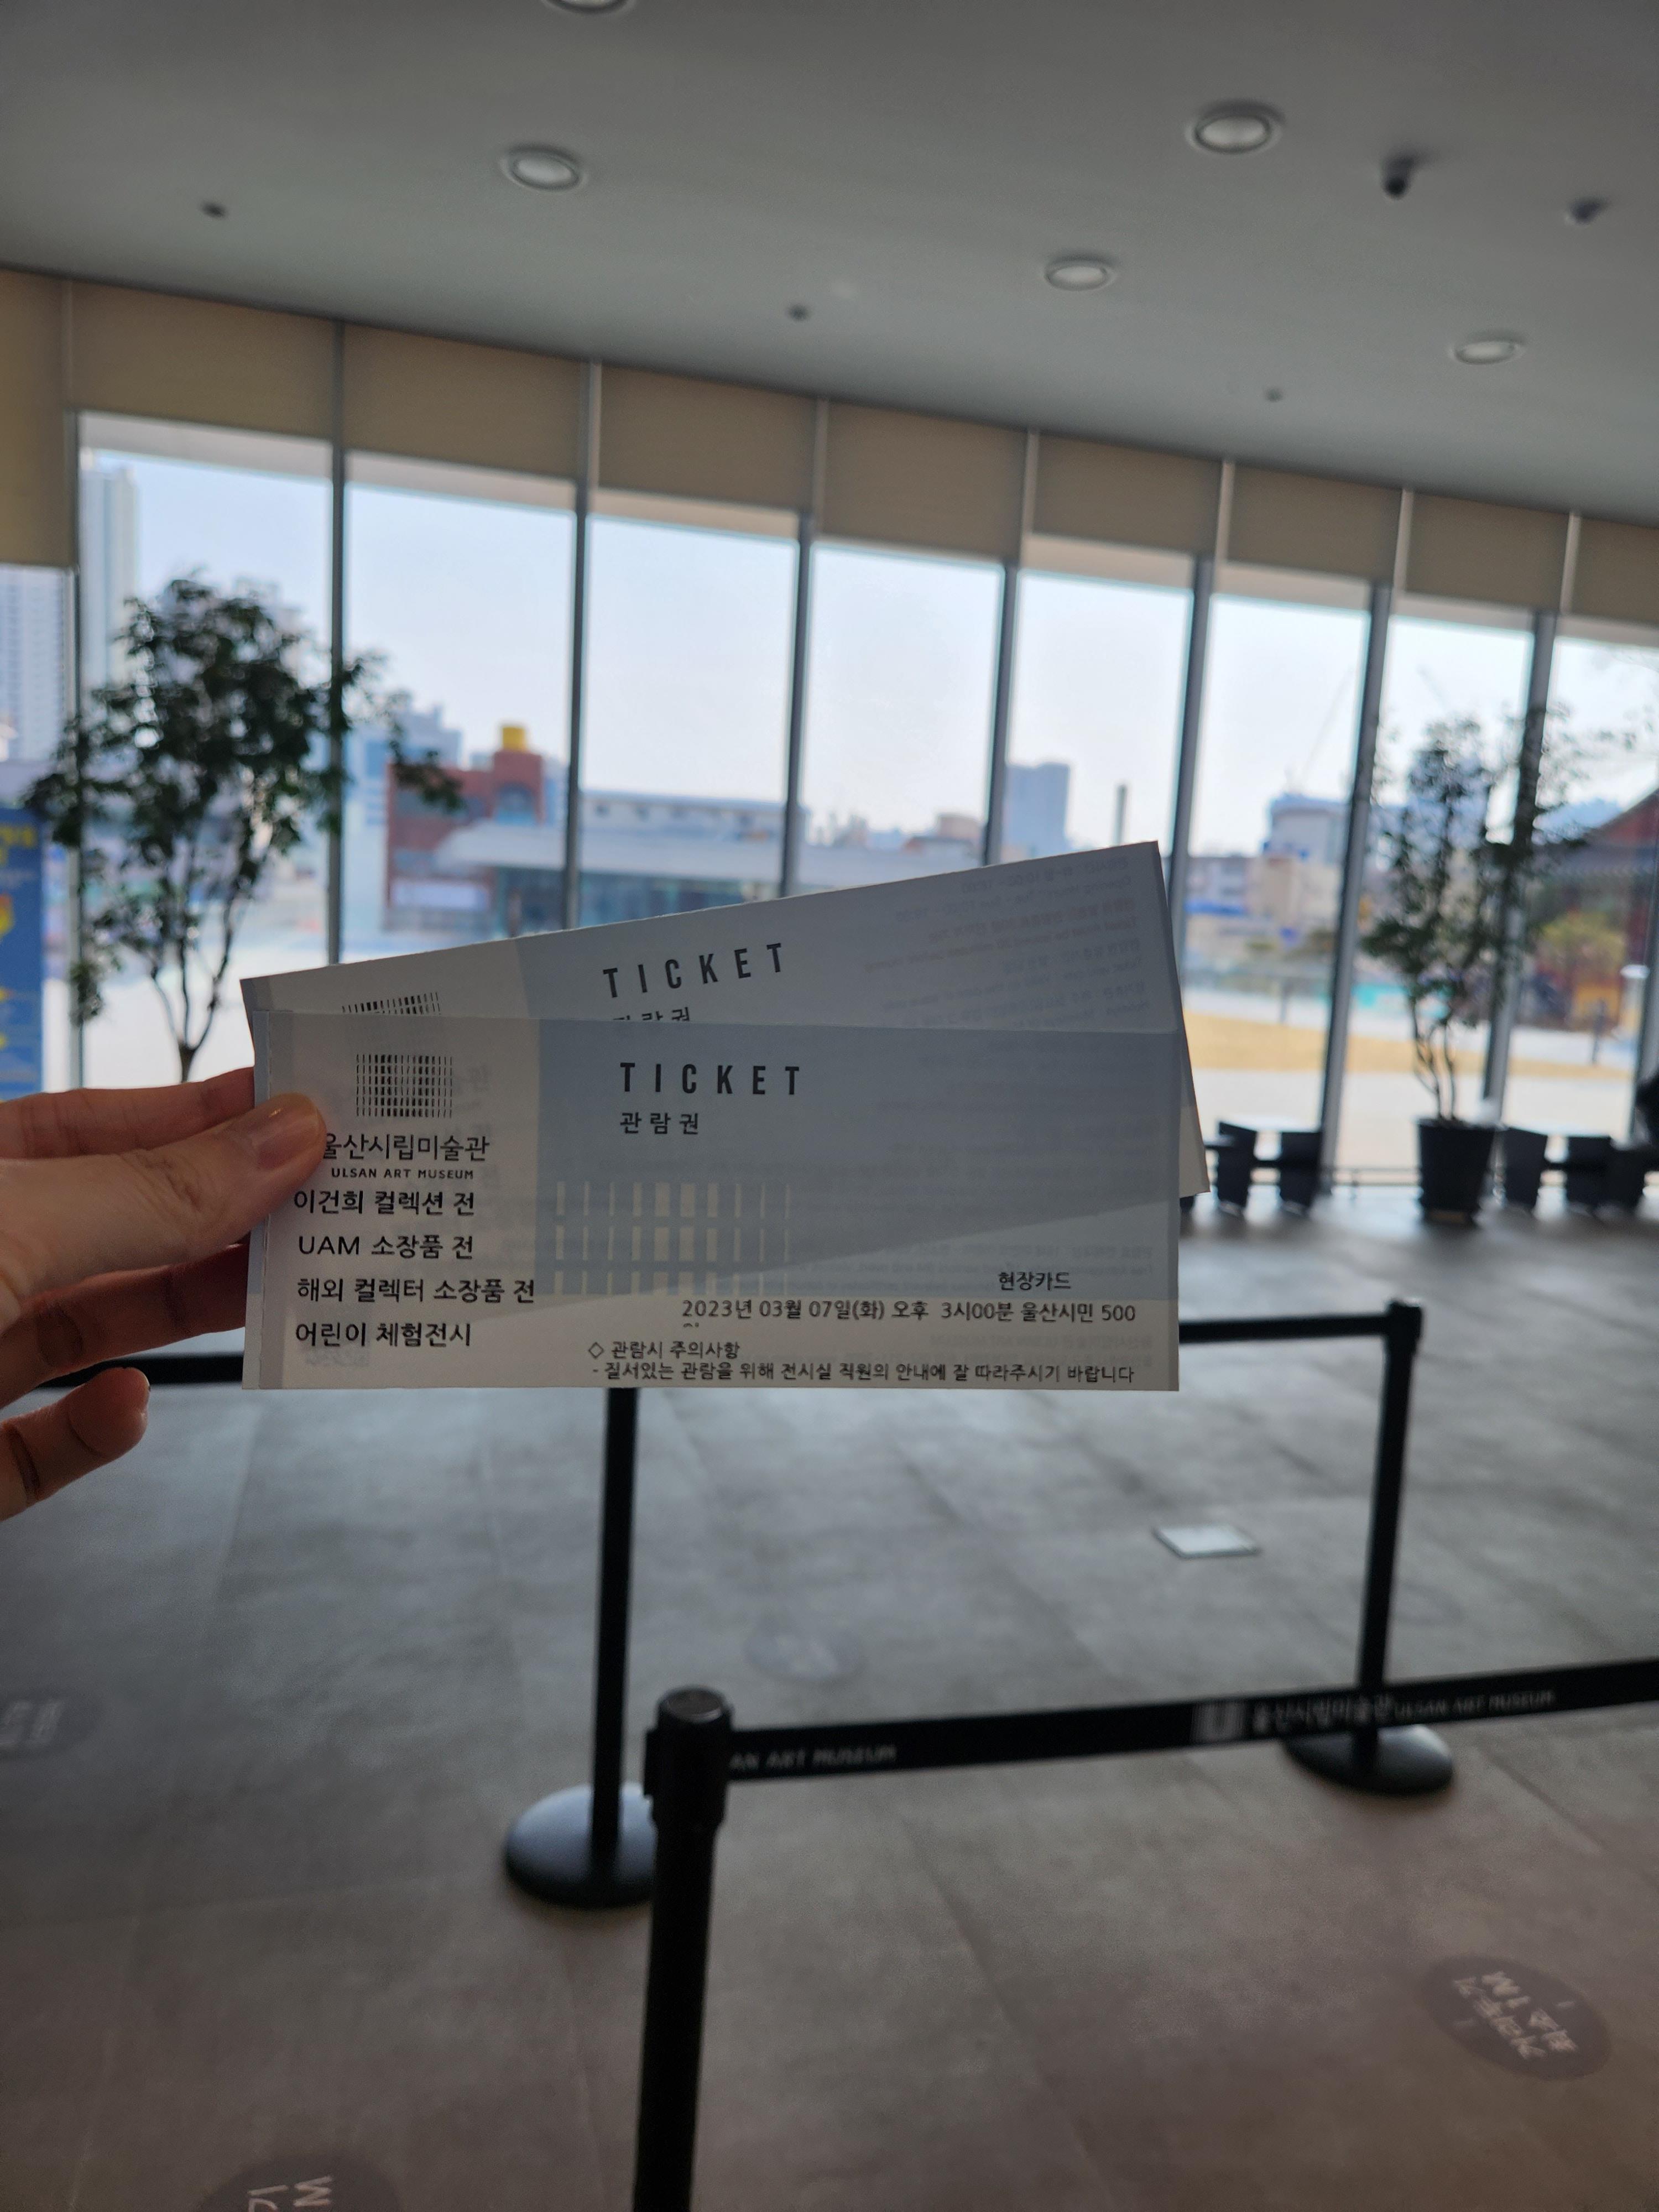 TICKET
TICKET
관람권
울산시립미술관
ULSAN ART MUSEUM
이건희 컬렉션 전
UAM 소장품 전
해외 컬렉터 소장품 전
어린이 체험전시
현장카드
2023년 03월 07일(화) 오후 3시00분 울산시민 500
◇ 관람시 주의사항
- 질서있는 관람을 위해 전시실 직원의 안내에 잘 따라주시기 바랍니다
AN ART MUSEUM
울산시립미술관 ULSAN ART MUSEUM